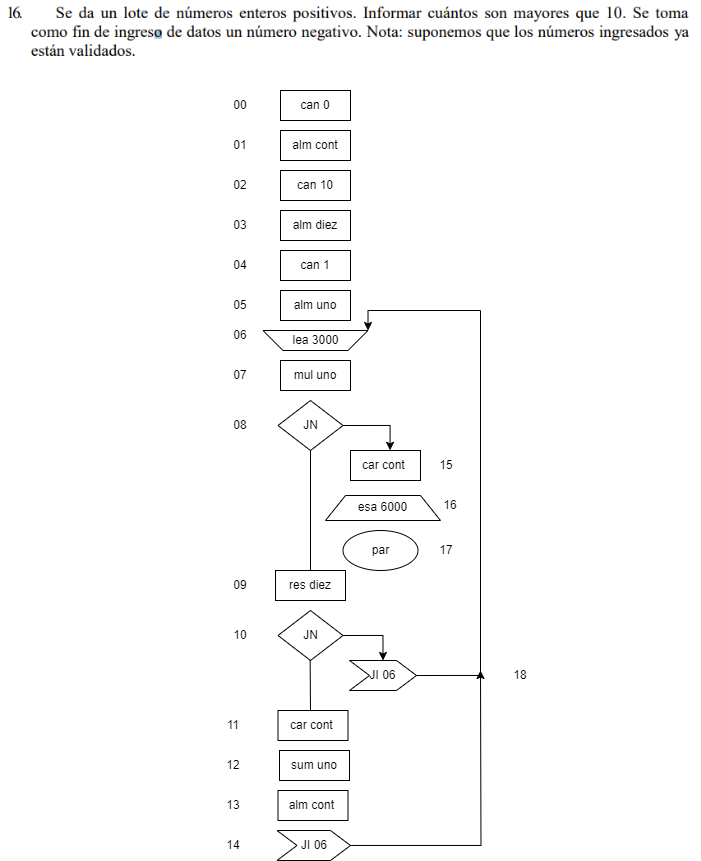 16. Se da un lote de números enteros positivos. Informar cuántos son mayores que 10. Se toma
como fin de ingreso de datos un número negativo. Nota: suponemos que los números ingresados ya
están validados.
00 can 0
01 alm cont
02 can 10
03 alm diez
04 can 1
05 alm uno
06 lea 3000
07 mul uno
08 JN
car cont 15
esa 6000 16
par 17
09 res diez
10 JN
JI 06 18
11 car cont
12 sum uno
13 alm cont
14 JI 06